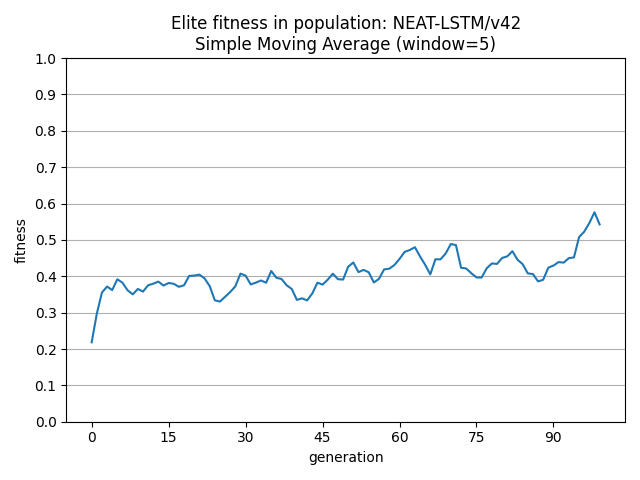 Elite fitness in population: NEAT-LSTM/v42
Simple Moving Average (window=5)
1.0
0.9
0.8
0.7
0.6
0.5
0.4
0.3
0.2
0.1
0.0
fitness
0 15 30 45 60 75 90
generation